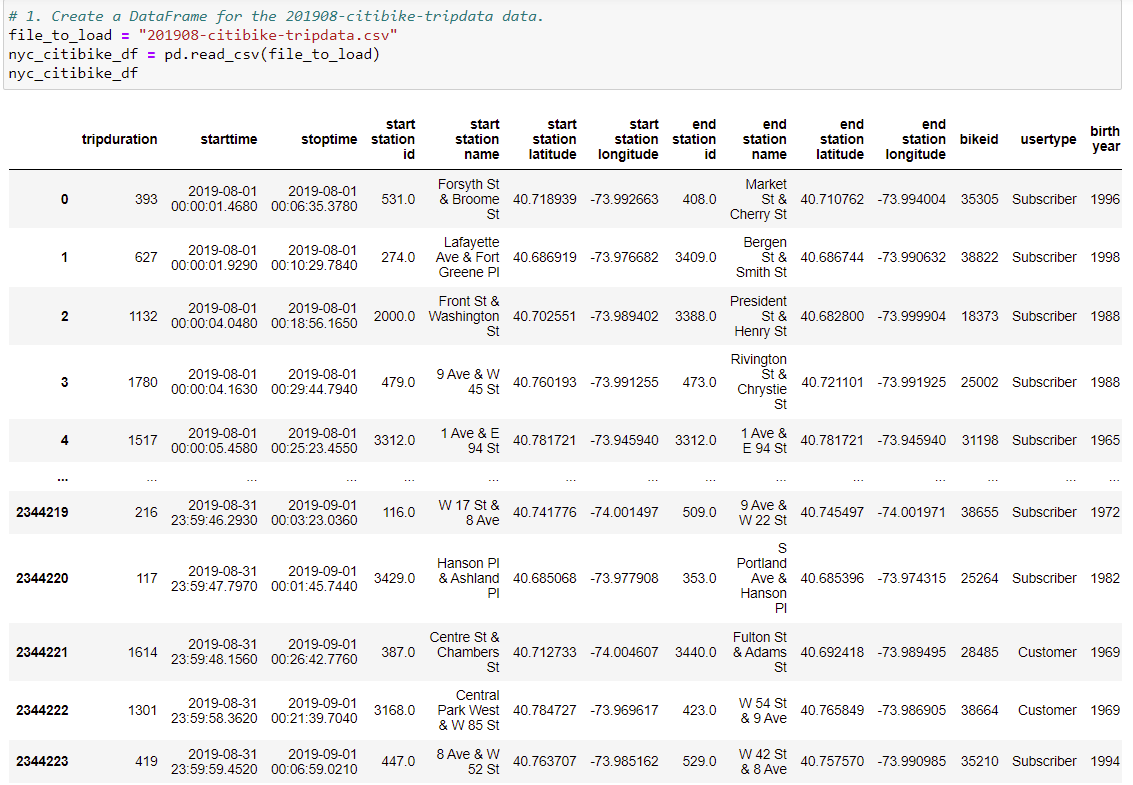 # 1. Create a DataFrame for the 201908-citibike-tripdata data.
file_to_load = "201908-citibike-tripdata.csv"
nyc_citibike_df = pd.read_csv(file_to_load)
nyc_citibike_df
tripduration starttime stoptime start station id start station name start station latitude start station longitude end station id end station name end station latitude end station longitude bikeid usertype birth year
0 393 2019-08-01 00:00:01.4680 2019-08-01 00:06:35.3780 531.0 Forsyth St & Broome St 40.718939 -73.992663 408.0 Market St & Cherry St 40.710762 -73.994004 35305 Subscriber 1996
1 627 2019-08-01 00:00:01.9290 2019-08-01 00:10:29.7840 274.0 Lafayette Ave & Fort Greene Pl 40.686919 -73.976682 3409.0 Bergen St & Smith St 40.686744 -73.990632 38822 Subscriber 1998
2 1132 2019-08-01 00:00:04.0480 2019-08-01 00:18:56.1650 2000.0 Front St & Washington St 40.702551 -73.989402 3388.0 President St & Henry St 40.682800 -73.999904 18373 Subscriber 1988
3 1780 2019-08-01 00:00:04.1630 2019-08-01 00:29:44.7940 479.0 9 Ave & W 45 St 40.760193 -73.991255 473.0 Rivington St & Chrystie St 40.721101 -73.991925 25002 Subscriber 1988
4 1517 2019-08-01 00:00:05.4580 2019-08-01 00:25:23.4550 3312.0 1 Ave & E 94 St 40.781721 -73.945940 3312.0 1 Ave & E 94 St 40.781721 -73.945940 31198 Subscriber 1965
... ... ... ... ... ... ... ... ... ... ... ... ... ... ...
2344219 216 2019-08-31 23:59:46.2930 2019-09-01 00:03:23.0360 116.0 W 17 St & 8 Ave 40.741776 -74.001497 509.0 9 Ave & W 22 St 40.745497 -74.001971 38655 Subscriber 1972
2344220 117 2019-08-31 23:59:47.7970 2019-09-01 00:01:45.7440 3429.0 Hanson Pl & Ashland Pl 40.685068 -73.977908 353.0 S Portland Ave & Hanson Pl 40.685396 -73.974315 25264 Subscriber 1982
2344221 1614 2019-08-31 23:59:48.1560 2019-09-01 00:26:42.7760 387.0 Centre St & Chambers St 40.712733 -74.004607 3440.0 Fulton St & Adams St 40.692418 -73.989495 28485 Customer 1969
2344222 1301 2019-08-31 23:59:58.3620 2019-09-01 00:21:39.7040 3168.0 Central Park West & W 85 St 40.784727 -73.969617 423.0 W 54 St & 9 Ave 40.765849 -73.986905 38664 Customer 1969
2344223 419 2019-08-31 23:59:59.4520 2019-09-01 00:06:59.0210 447.0 8 Ave & W 52 St 40.763707 -73.985162 529.0 W 42 St & 8 Ave 40.757570 -73.990985 35210 Subscriber 1994